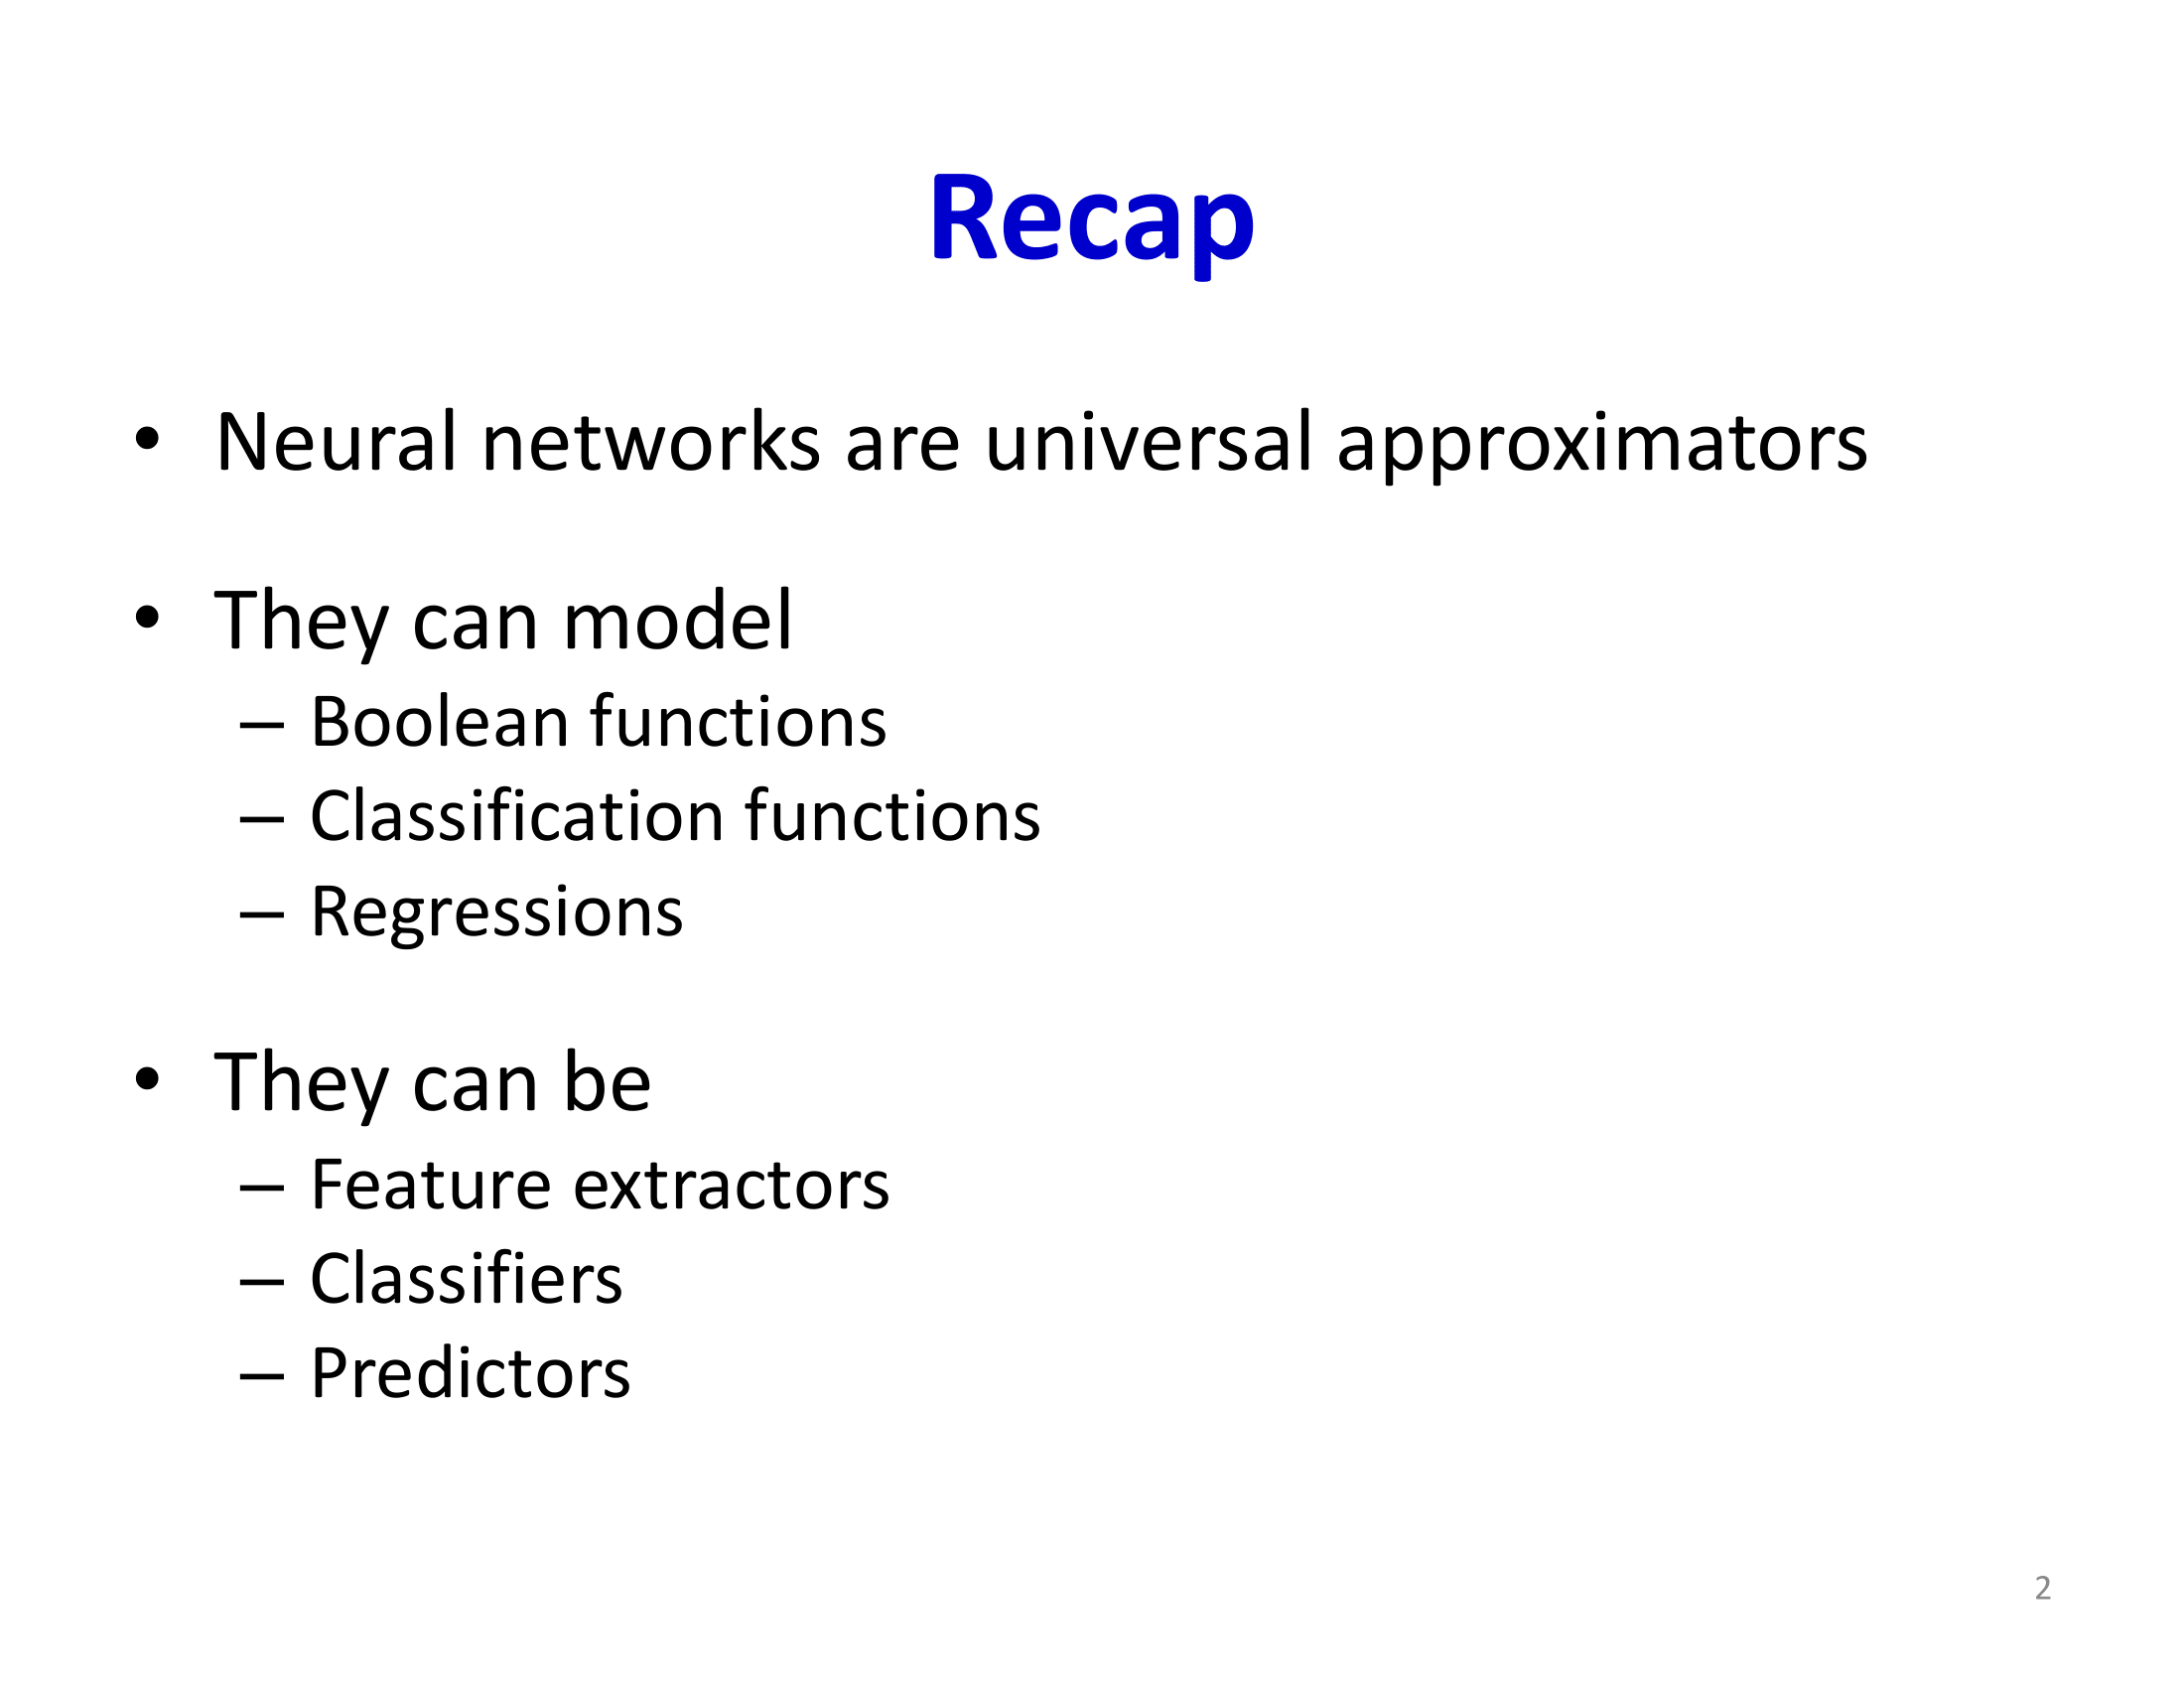 Recap
• Neural networks are universal approximators
• They can model
– Boolean functions
– Classification functions
– Regressions
• They can be
– Feature extractors
– Classifiers
– Predictors
2